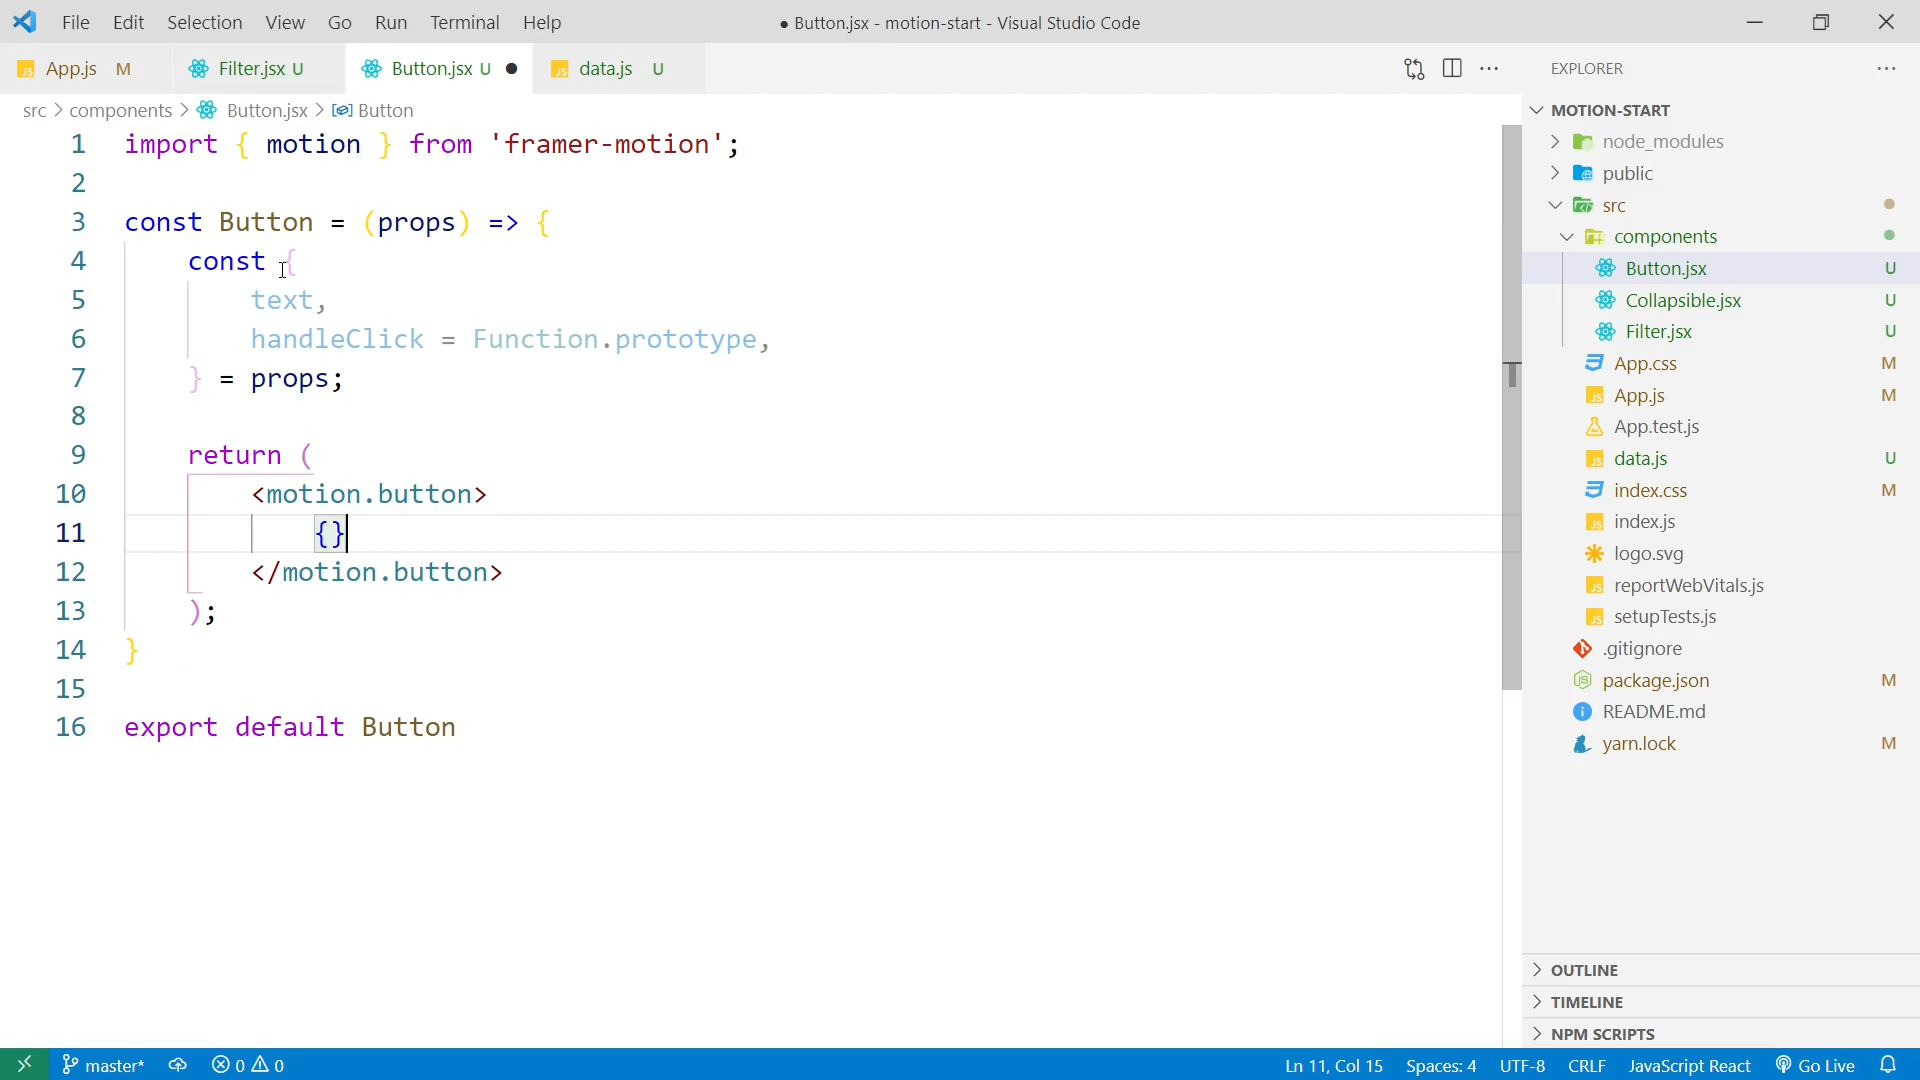 File Edit Selection View Go Run Terminal Help
● Button.jsx - motion-start - Visual Studio Code
App.js M
Filter.jsx U
Button.jsx U ●
data.js U
src > components > Button.jsx > Button
1 import { motion } from 'framer-motion';
2
3 const Button = (props) => {
4 const {
5 text,
6 handleClick = Function.prototype,
7 } = props;
8
9 return (
10 <motion.button>
11 {}
12 </motion.button>
13 );
14 }
15
16 export default Button
EXPLORER
MOTION-START
node_modules
public
src
components
Button.jsx U
Collapsible.jsx U
Filter.jsx U
App.css M
App.js M
App.test.js
data.js U
index.css M
index.js
logo.svg
reportWebVitals.js
setupTests.js
.gitignore
package.json M
README.md
yarn.lock M
OUTLINE
TIMELINE
NPM SCRIPTS
master* 0 0 Ln 11, Col 15 Spaces: 4 UTF-8 CRLF JavaScript React Go Live